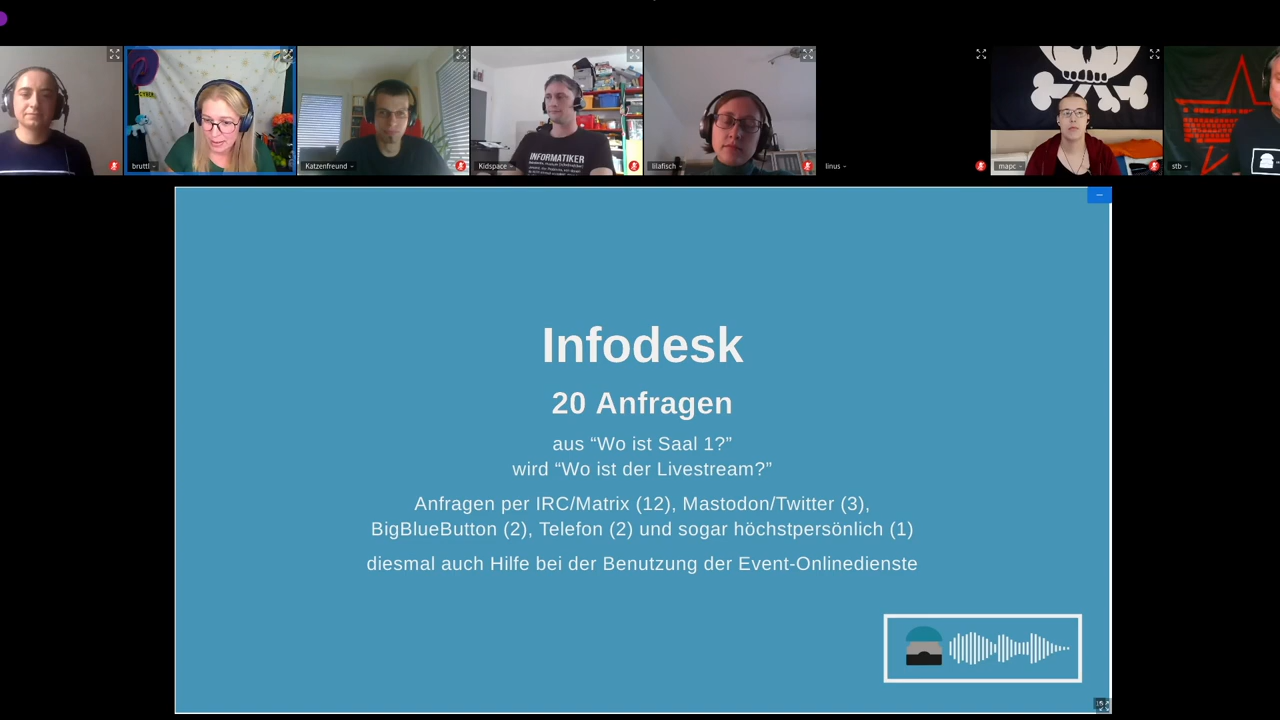 CYBER
bruttl
Katzenfreund
INFORMATIKER
Kidspace
lilafisch
linus
mapc
stb
Infodesk
20 Anfragen
aus “Wo ist Saal 1?”
wird “Wo ist der Livestream?”
Anfragen per IRC/Matrix (12), Mastodon/Twitter (3),
BigBlueButton (2), Telefon (2) und sogar höchstpersönlich (1)
diesmal auch Hilfe bei der Benutzung der Event-Onlinedienste